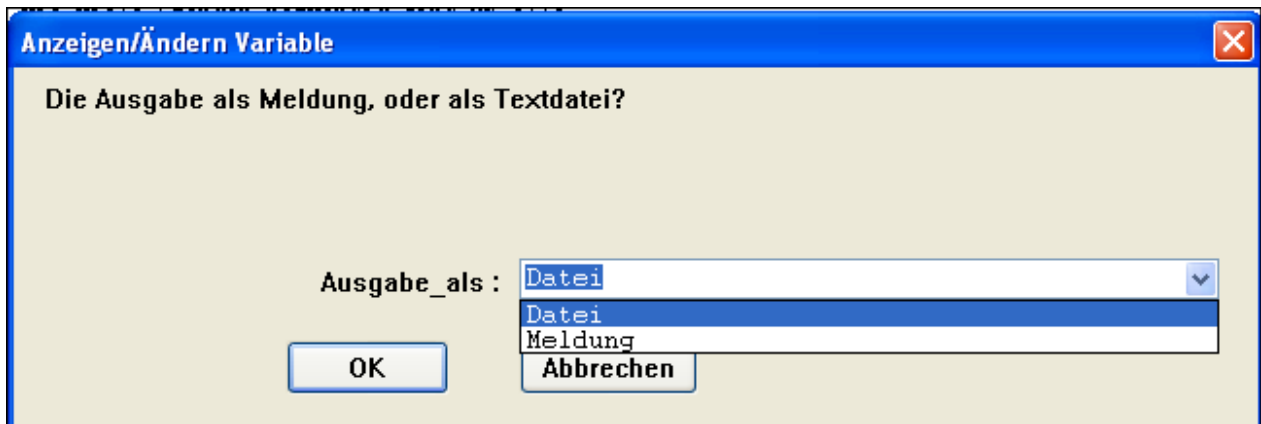 Anzeigen/Ändern Variable
Die Ausgabe als Meldung, oder als Textdatei?
Ausgabe_als : Datei
Datei
Meldung
OK Abbrechen